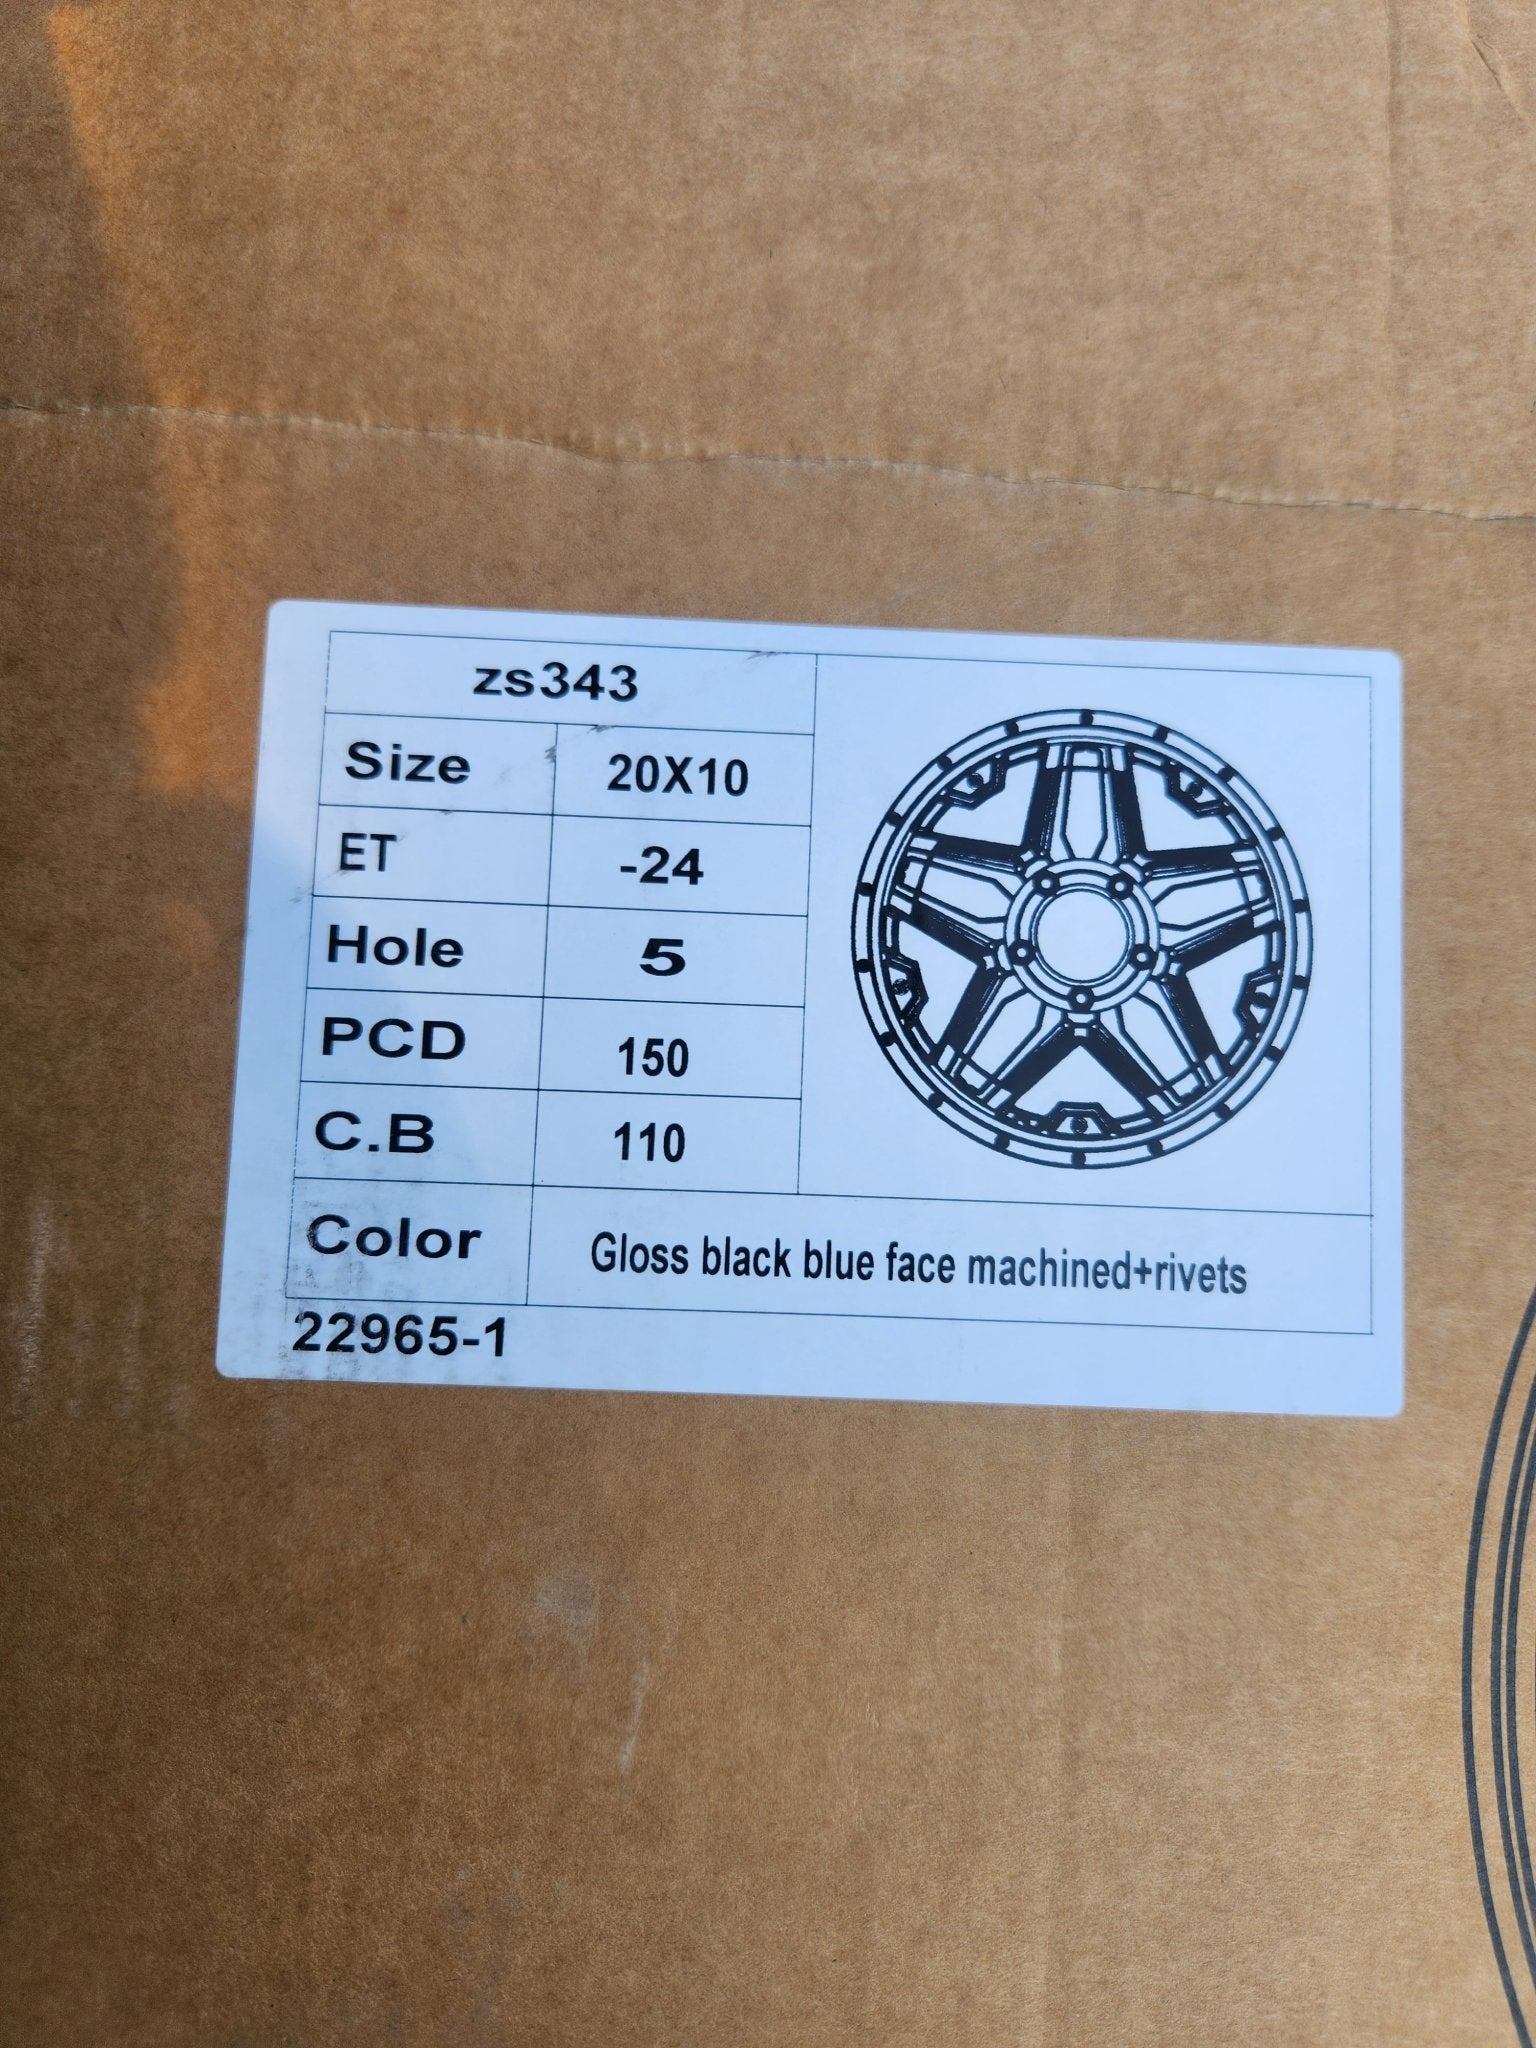 zs343
Size 20X10
ET -24
Hole 5
PCD 150
C.B 110
Color Gloss black blue face machined+rivets
22965-1